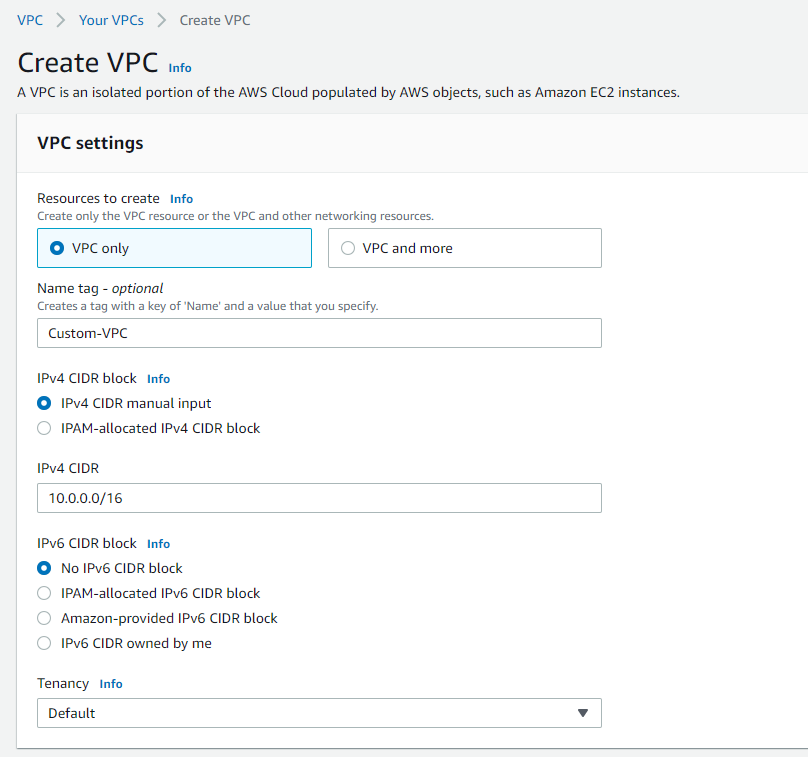 VPC > Your VPCs > Create VPC
Create VPC Info
A VPC is an isolated portion of the AWS Cloud populated by AWS objects, such as Amazon EC2 instances.
VPC settings
Resources to create Info
Create only the VPC resource or the VPC and other networking resources.
VPC only
VPC and more
Name tag - optional
Creates a tag with a key of 'Name' and a value that you specify.
Custom-VPC
IPv4 CIDR block Info
IPv4 CIDR manual input
IPAM-allocated IPv4 CIDR block
IPv4 CIDR
10.0.0.0/16
IPv6 CIDR block Info
No IPv6 CIDR block
IPAM-allocated IPv6 CIDR block
Amazon-provided IPv6 CIDR block
IPv6 CIDR owned by me
Tenancy Info
Default